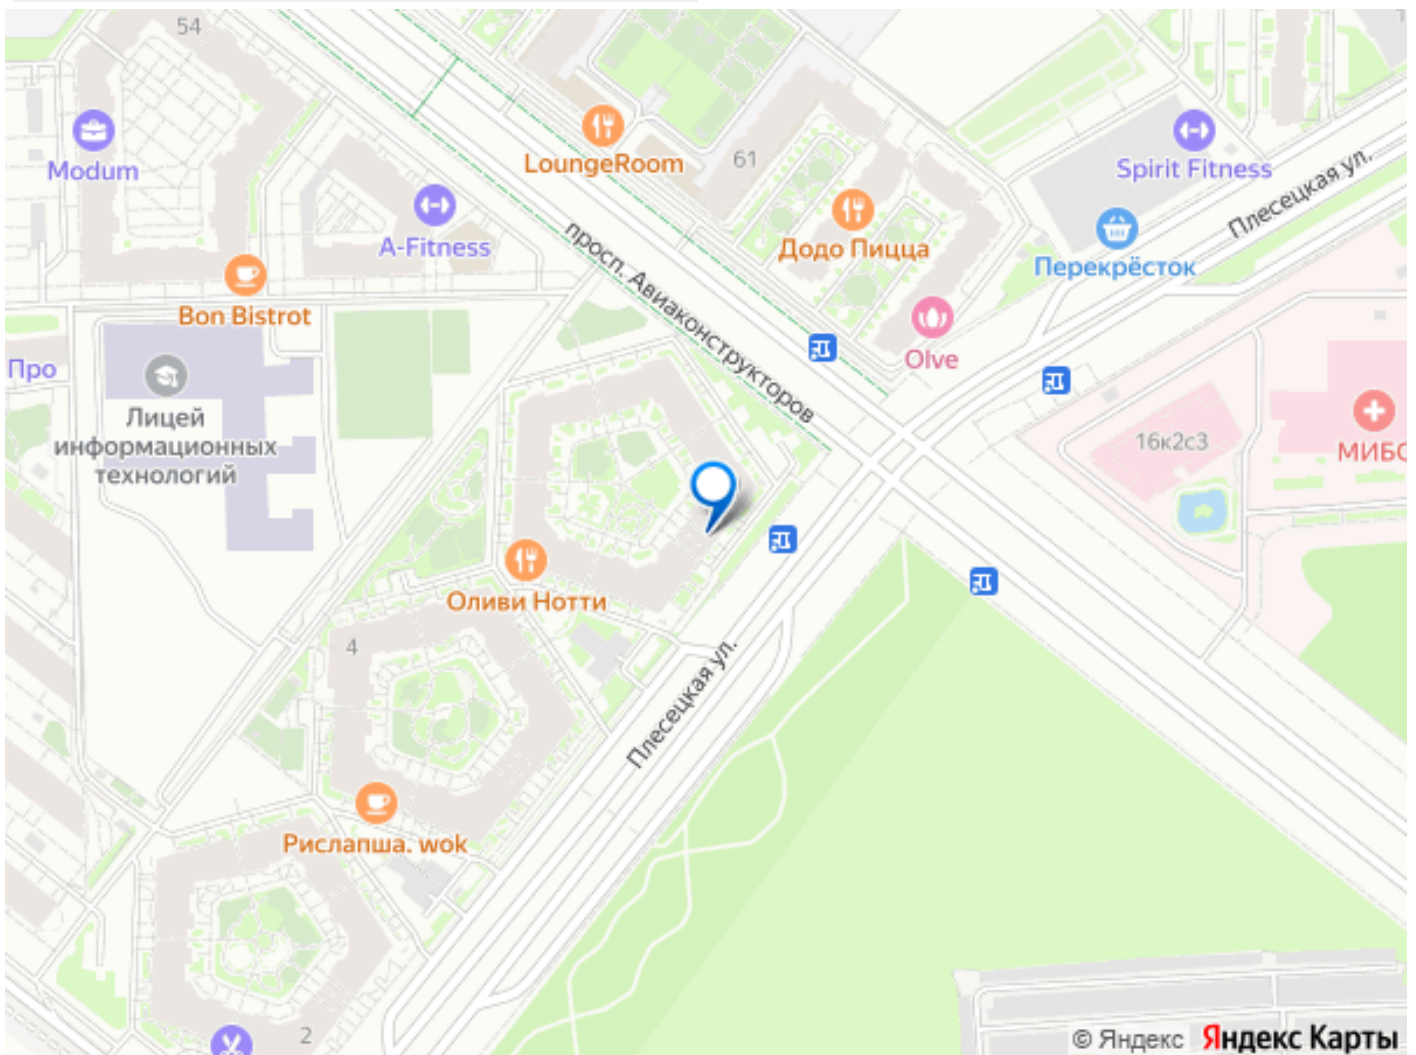 54
Modum
LoungeRoom
61
Spirit Fitness
Плесецкая ул.
A-Fitness
просп. Авиаконструкторов
Додо Пицца
Перекрёсток
Bon Bistrot
Olve
Про
Лицей
информационных
технологий
16к2с3
МИБС
Оливи Нотти
4
Плесецкая ул.
Рислапша. wok
2
© Яндекс Яндекс Карты